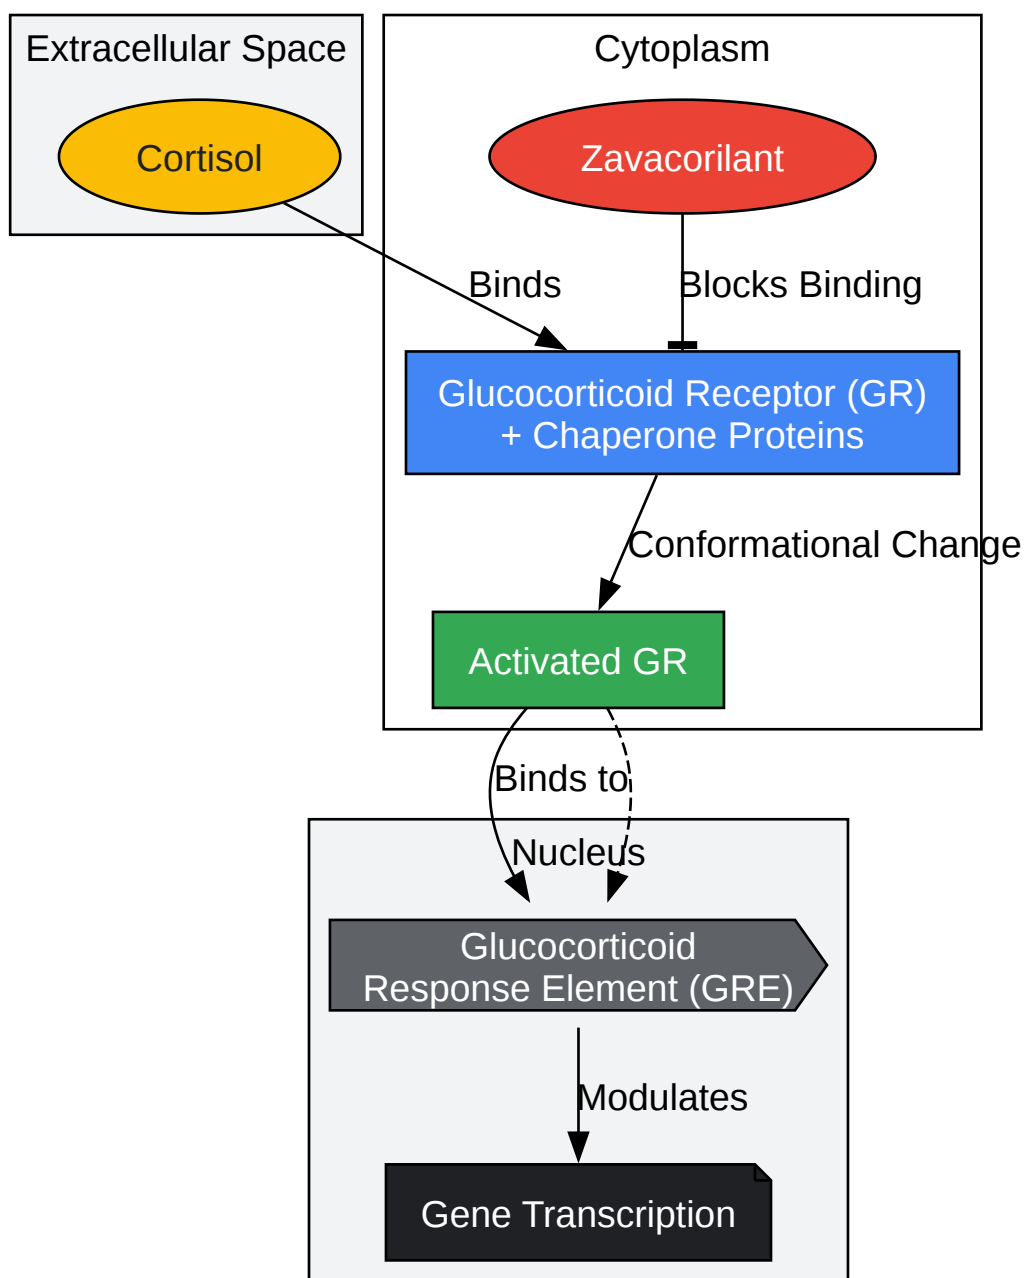 Extracellular Space
Cytoplasm
Cortisol
Zavacorilant
Binds
Blocks Binding
Glucocorticoid Receptor (GR)
+ Chaperone Proteins
Conformational Change
Activated GR
Binds to
Nucleus
Glucocorticoid
Response Element (GRE)
Modulates
Gene Transcription